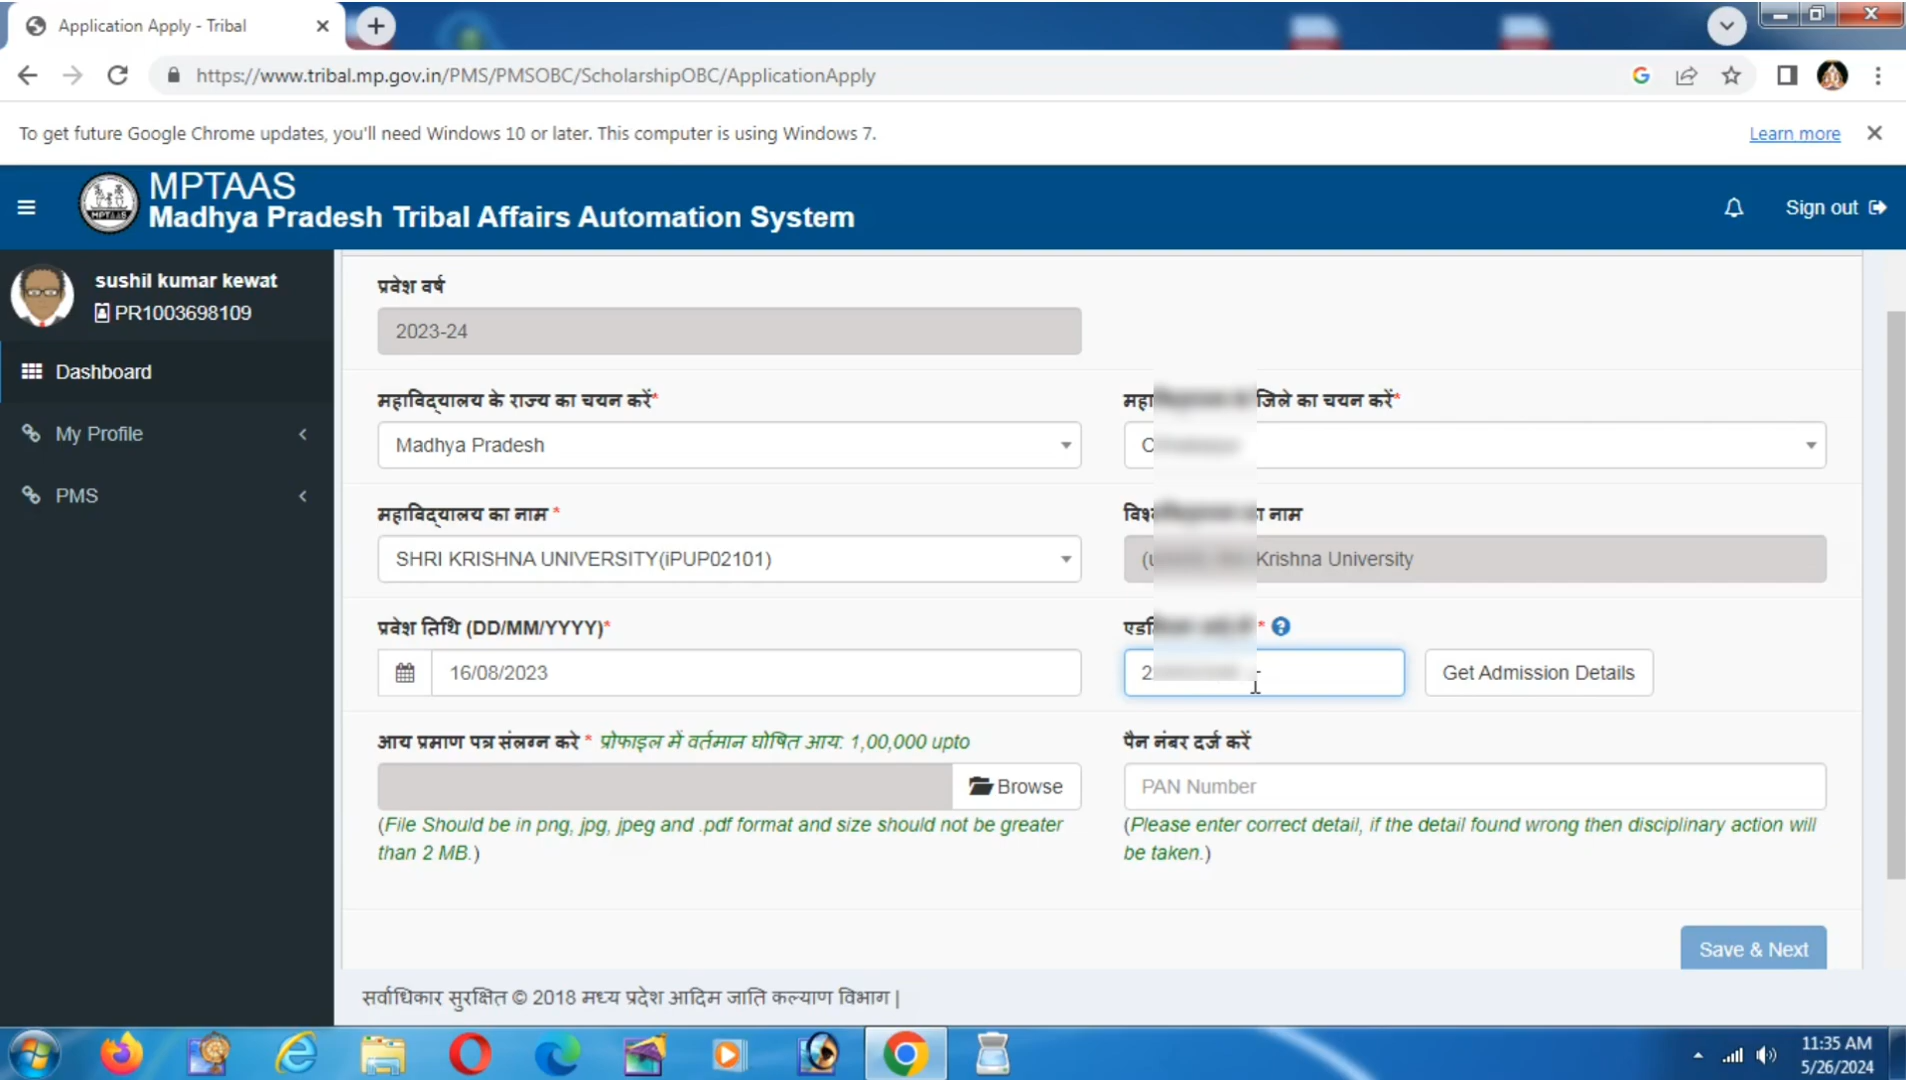 Application Apply - Tribal
https://www.tribal.mp.gov.in/PMS/PMSOBC/ScholarshipOBC/ApplicationApply
To get future Google Chrome updates, you'll need Windows 10 or later. This computer is using Windows 7.
Learn more
MPTAAS
Madhya Pradesh Tribal Affairs Automation System
Sign out
sushil kumar kewat
PR1003698109
Dashboard
My Profile
PMS
प्रवेश वर्ष
2023-24
महाविद्यालय के राज्य का चयन करें*
जिले का चयन करें*
Madhya Pradesh
महाविद्यालय का नाम *
नाम
SHRI KRISHNA UNIVERSITY(iPUP02101)
Krishna University
प्रवेश तिथि (DD/MM/YYYY)*
*
16/08/2023
Get Admission Details
आय प्रमाण पत्र संलग्न करे * प्रोफाइल में वर्तमान घोषित आय: 1,00,000 upto
पैन नंबर दर्ज करें
Browse
PAN Number
(File Should be in png, jpg, jpeg and .pdf format and size should not be greater
than 2 MB.)
(Please enter correct detail, if the detail found wrong then disciplinary action will
be taken.)
Save & Next
सर्वाधिकार सुरक्षित © 2018 मध्य प्रदेश आदिम जाति कल्याण विभाग |
11:35 AM
5/26/2024